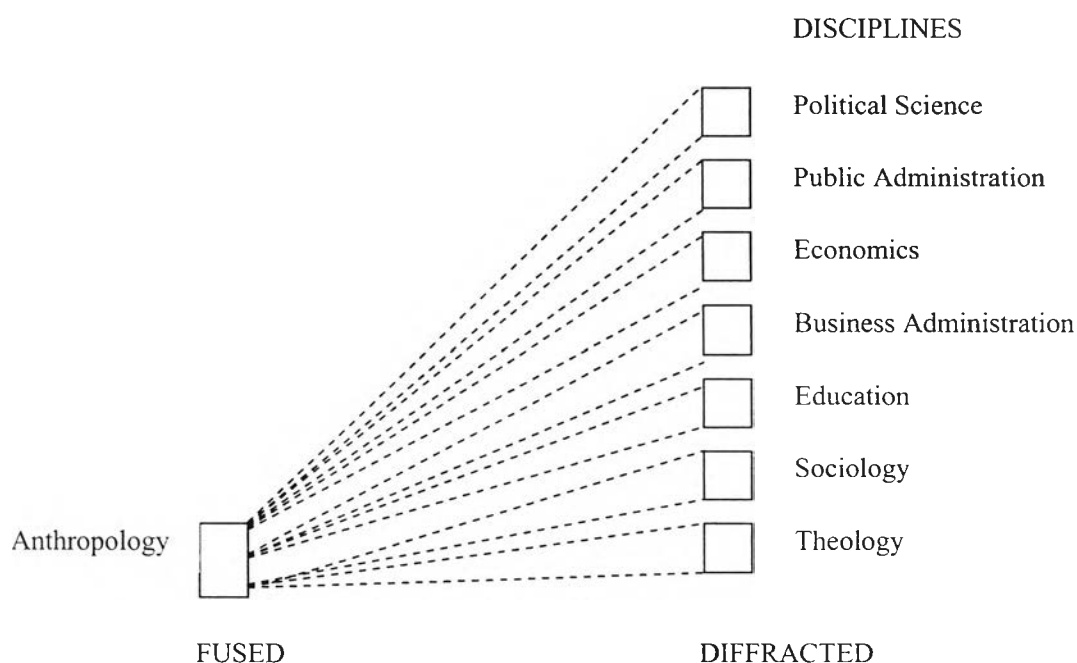 DISCIPLINES
Political Science
Public Administration
Economics
Business Administration
Education
Sociology
Anthropology
Theology
FUSED
DIFFRACTED